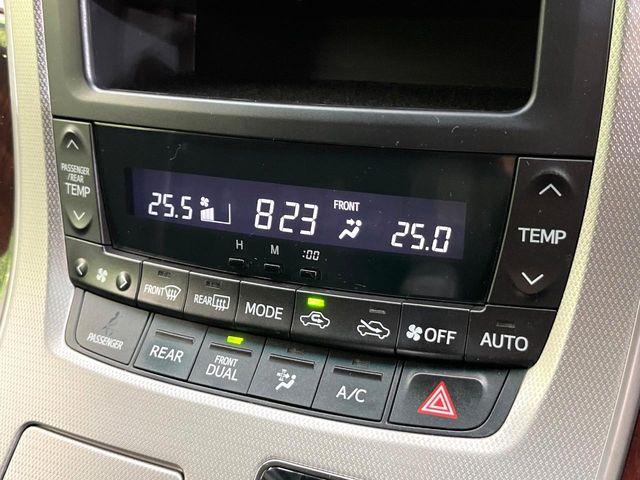 PASSENGER
/REAR
TEMP
25.5
8:23
FRONT
25.0
TEMP
H
M
:00
FRONT
REAR
MODE
OFF
AUTO
PASSENGER
REAR
FRONT
DUAL
A/C